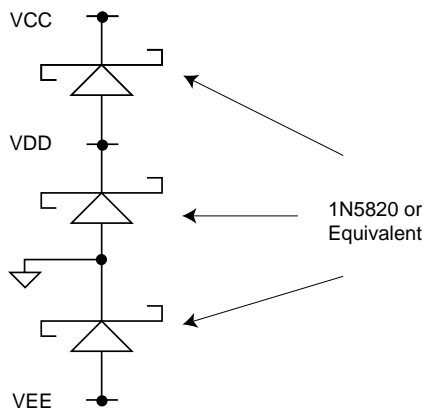 VCC
VDD
1N5820 or
Equivalent
VEE